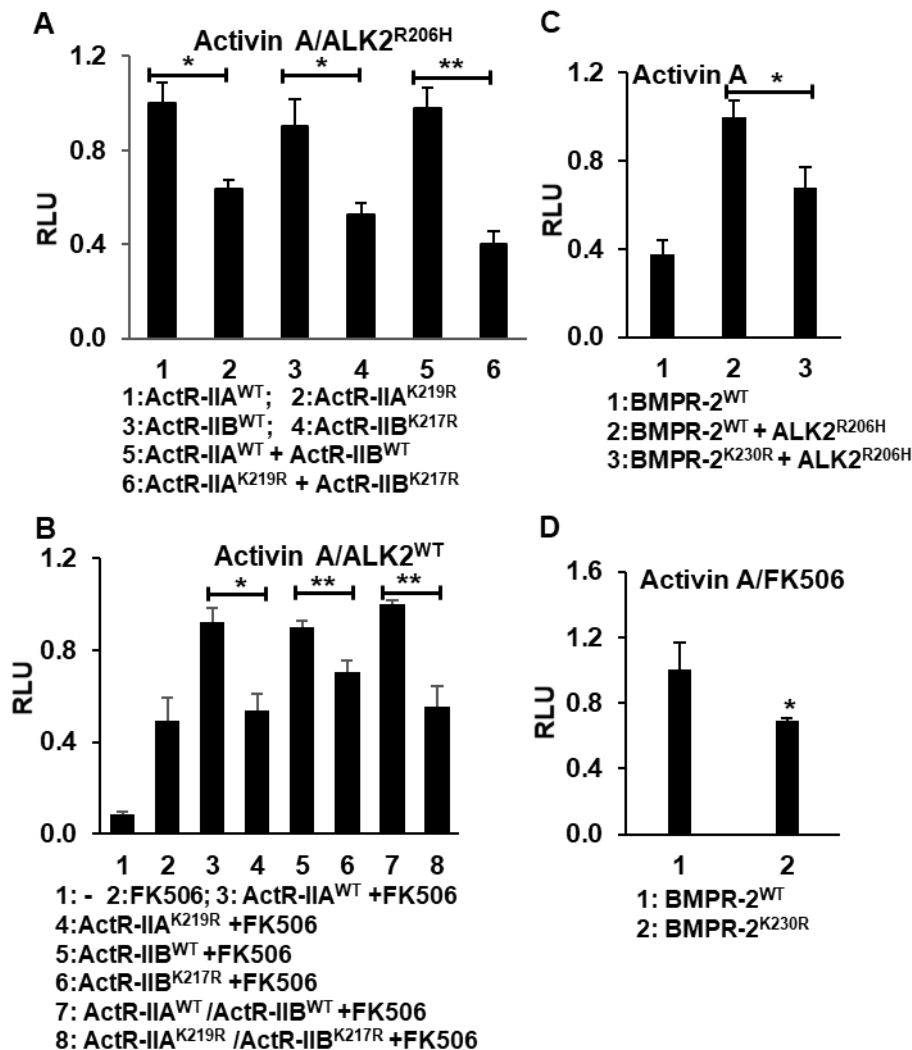 A
Activin A/ALK2R206H
1.2
0.8
0.4
0.0
RLU
* * **
1 2 3 4 5 6
1:ActR-IIAWT; 2:ActR-IIAK219R
3:ActR-IIBWT; 4:ActR-IIBK217R
5:ActR-IIAWT + ActR-IIBWT
6:ActR-IIAK219R + ActR-IIBK217R
B
Activin A/ALK2WT
1.2
0.8
0.4
0.0
RLU
* ** **
1 2 3 4 5 6 7 8
1: - 2:FK506; 3: ActR-IIAWT +FK506
4:ActR-IIAK219R +FK506
5:ActR-IIBWT +FK506
6:ActR-IIBK217R +FK506
7: ActR-IIAWT /ActR-IIBWT +FK506
8: ActR-IIAK219R /ActR-IIBK217R +FK506
C
Activin A
1.2
0.8
0.4
0.0
RLU
*
1 2 3
1:BMPR-2WT
2:BMPR-2WT + ALK2R206H
3:BMPR-2K230R + ALK2R206H
D
Activin A/FK506
1.6
1.2
0.8
0.4
0.0
RLU
*
1 2
1: BMPR-2WT
2: BMPR-2K230R